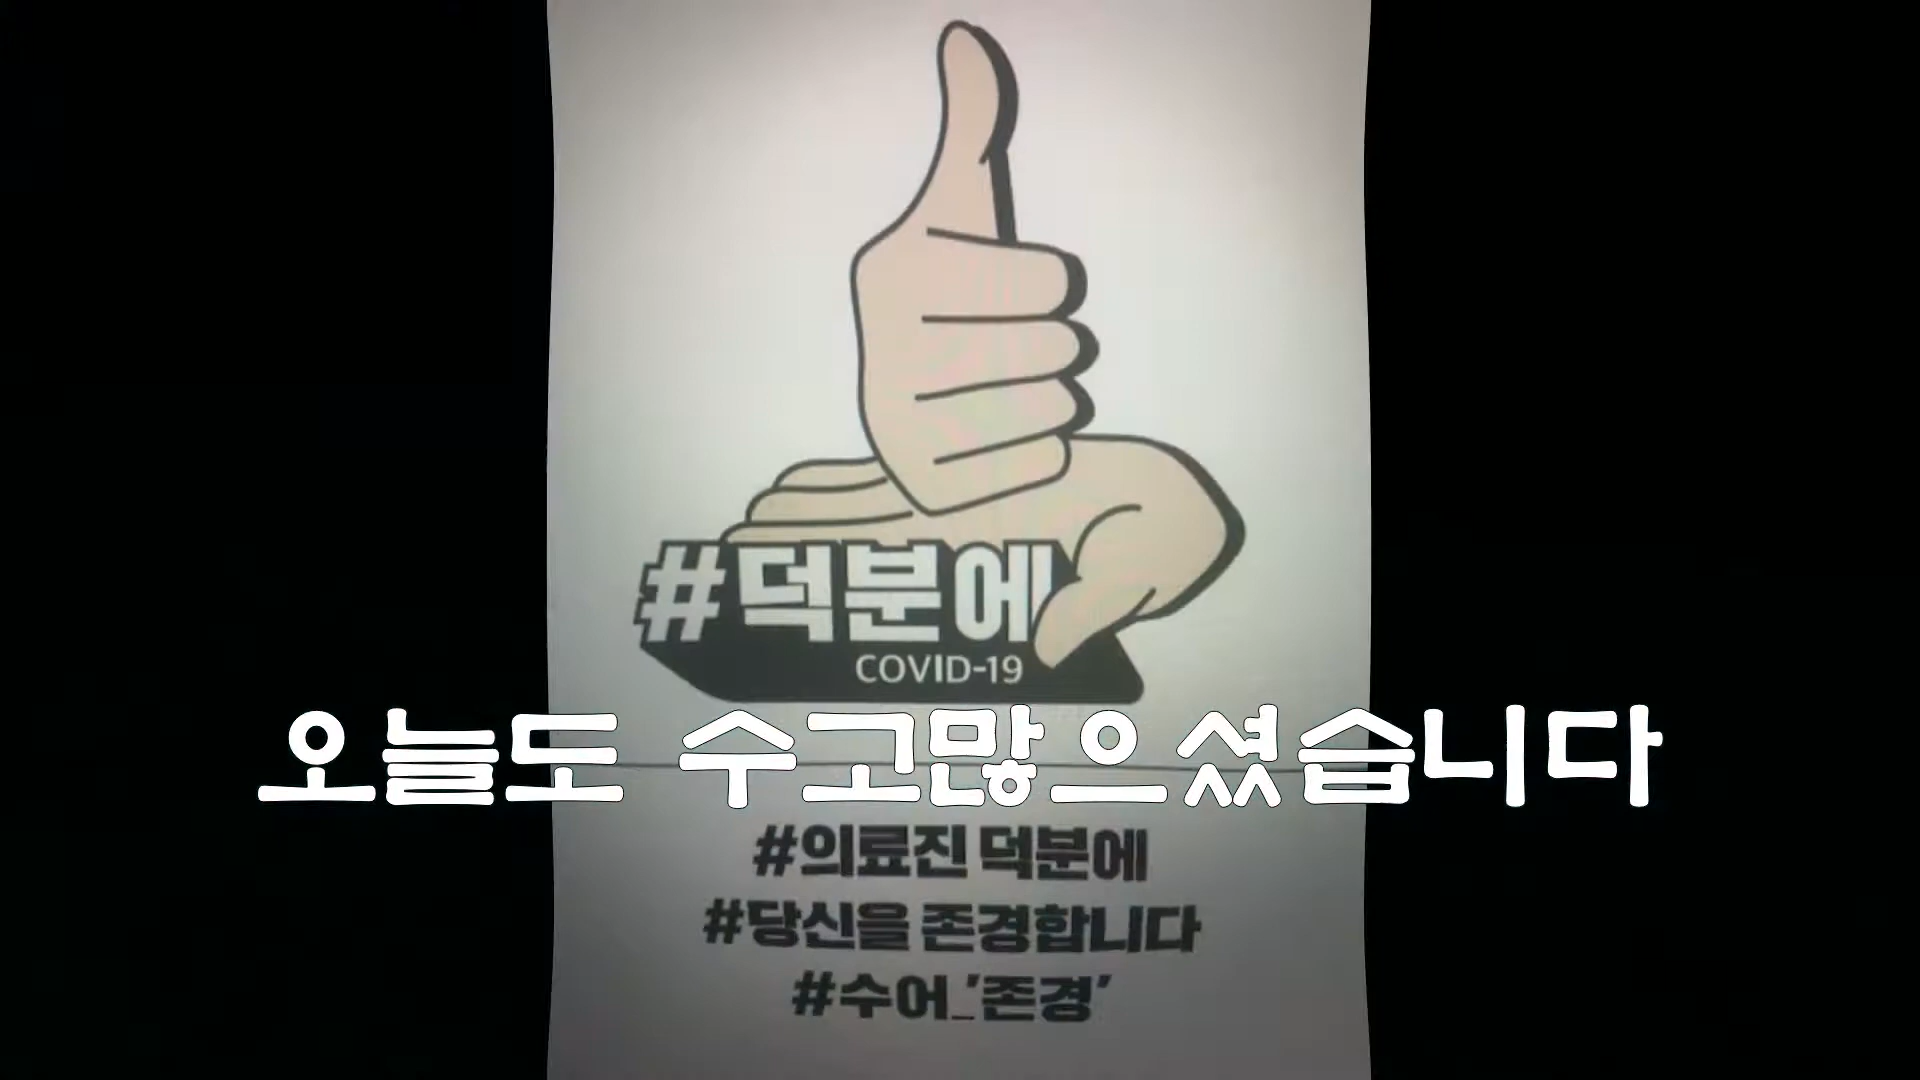 #덕분에
COVID-19
오늘도 수고많으셨습니다
#의료진 덕분에
#당신을 존경합니다
#수어_'존경'